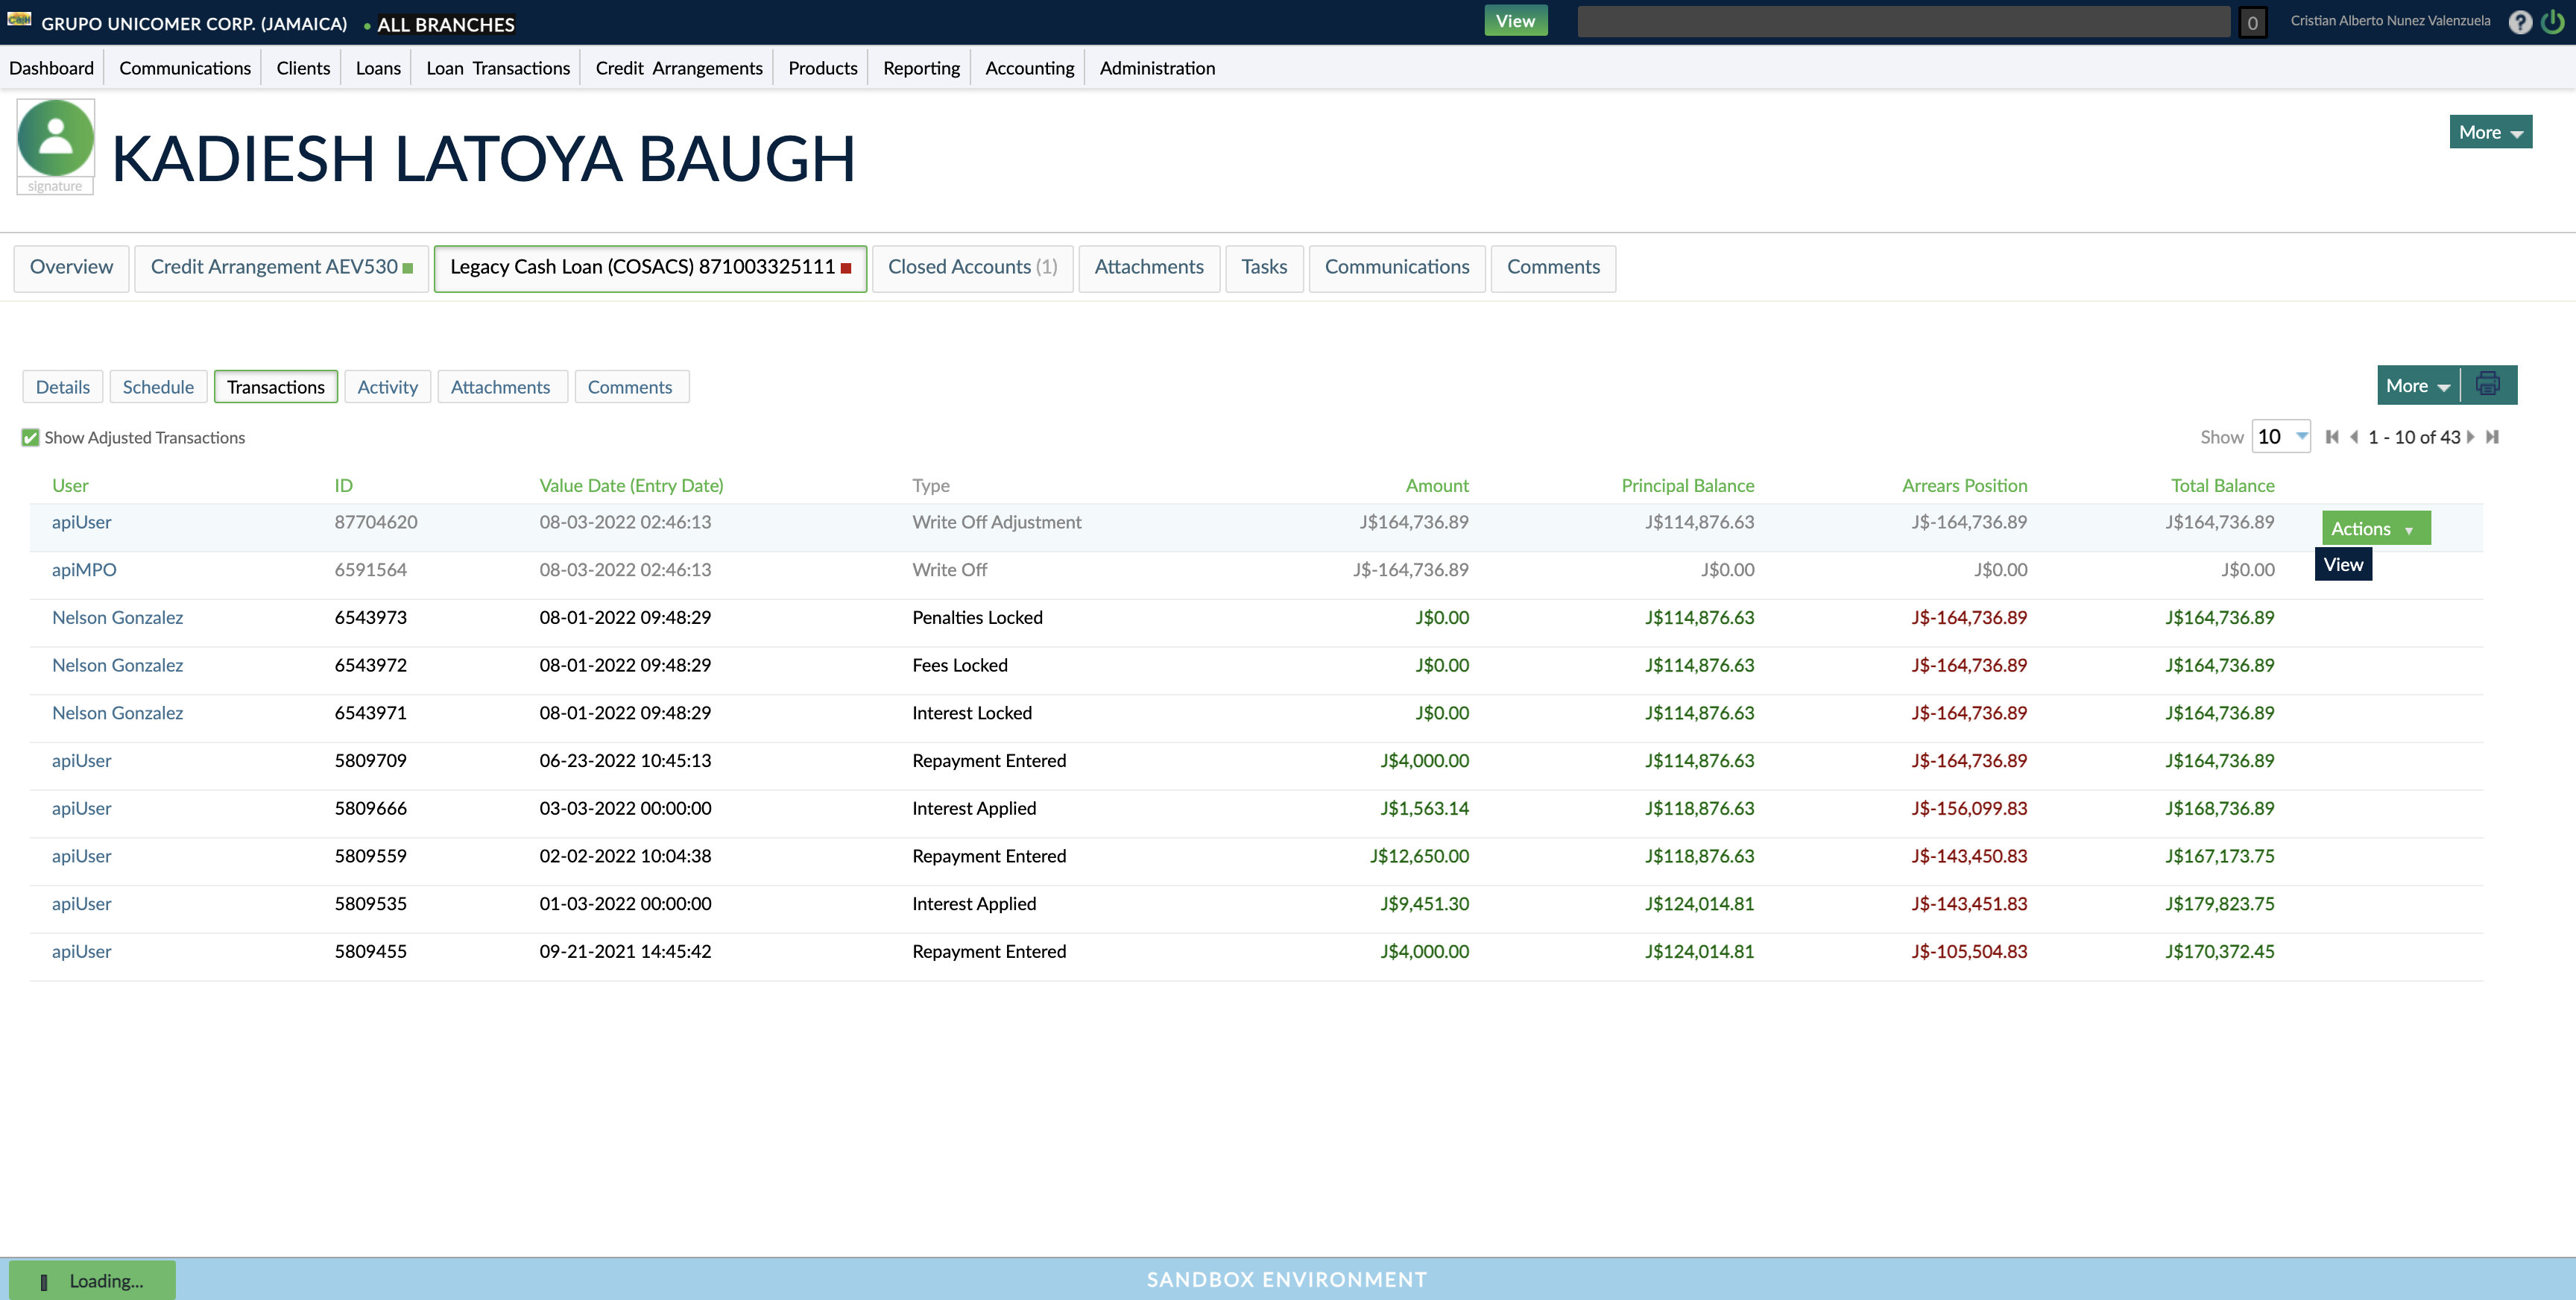 GRUPO UNICOMER CORP. (JAMAICA) • ALL BRANCHES View 0 Cristian Alberto Nunez Valenzuela ?
Dashboard Communications Clients Loans Loan Transactions Credit Arrangements Products Reporting Accounting Administration
signature
KADIESH LATOYA BAUGH
More
Overview Credit Arrangement AEV530 Legacy Cash Loan (COSACS) 871003325111 Closed Accounts (1) Attachments Tasks Communications Comments
Details Schedule Transactions Activity Attachments Comments More
Show Adjusted Transactions Show 10 1 - 10 of 43
User ID Value Date (Entry Date) Type Amount Principal Balance Arrears Position Total Balance
apiUser 87704620 08-03-2022 02:46:13 Write Off Adjustment J$164,736.89 J$114,876.63 J$-164,736.89 J$164,736.89 Actions
View
apiMPO 6591564 08-03-2022 02:46:13 Write Off J$-164,736.89 J$0.00 J$0.00 J$0.00
Nelson Gonzalez 6543973 08-01-2022 09:48:29 Penalties Locked J$0.00 J$114,876.63 J$-164,736.89 J$164,736.89
Nelson Gonzalez 6543972 08-01-2022 09:48:29 Fees Locked J$0.00 J$114,876.63 J$-164,736.89 J$164,736.89
Nelson Gonzalez 6543971 08-01-2022 09:48:29 Interest Locked J$0.00 J$114,876.63 J$-164,736.89 J$164,736.89
apiUser 5809709 06-23-2022 10:45:13 Repayment Entered J$4,000.00 J$114,876.63 J$-164,736.89 J$164,736.89
apiUser 5809666 03-03-2022 00:00:00 Interest Applied J$1,563.14 J$118,876.63 J$-156,099.83 J$168,736.89
apiUser 5809559 02-02-2022 10:04:38 Repayment Entered J$12,650.00 J$118,876.63 J$-143,450.83 J$167,173.75
apiUser 5809535 01-03-2022 00:00:00 Interest Applied J$9,451.30 J$124,014.81 J$-143,451.83 J$179,823.75
apiUser 5809455 09-21-2021 14:45:42 Repayment Entered J$4,000.00 J$124,014.81 J$-105,504.83 J$170,372.45
Loading... SANDBOX ENVIRONMENT